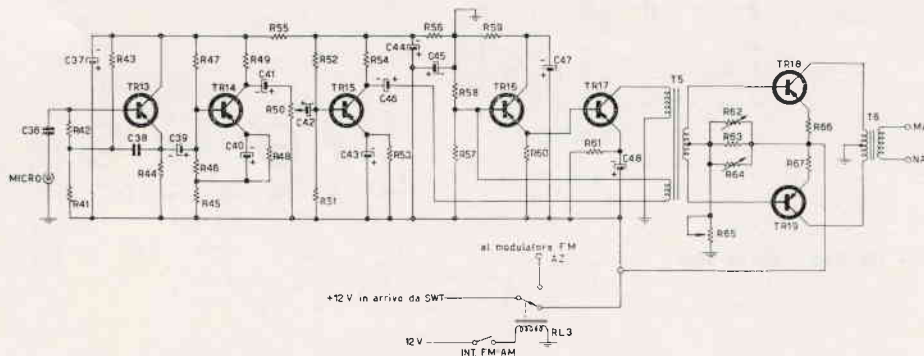 R55
R56
R59
C37
R43
R47
R49
R52
R54
C44
C45
C47
TR18
C41
R58
TR13
TR14
TR15
TR16
TR17
T5
C36
R42
R50
C42
C46
R62
R63
R64
R66
T6
MA
NA
C38
C39
C40
R48
C43
R53
R57
R60
R61
C48
R67
MICRO
R44
R46
R41
R45
R51
R65
TR19
al modulatore FM
AZ
+12 V in arrivo da SWT
RL3
12V
INT. FM-AM